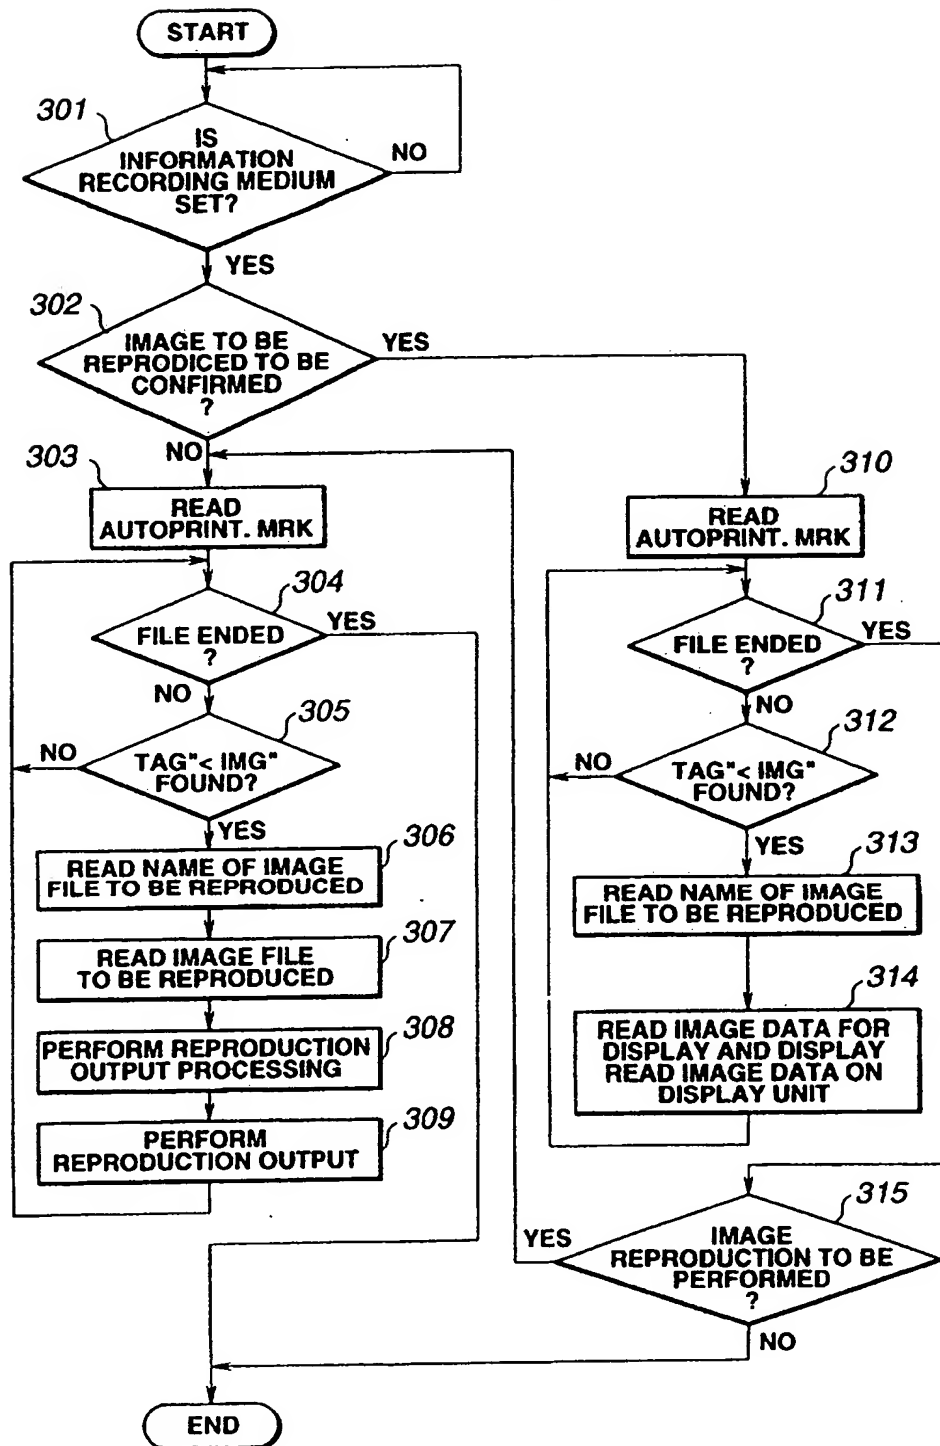 START
301
IS
INFORMATION
RECORDING MEDIUM
SET?
NO
YES
302
IMAGE TO BE
REPRODICED TO BE
CONFIRMED
?
YES
NO
303
READ
AUTOPRINT. MRK
304
FILE ENDED
?
YES
NO
305
TAG"< IMG"
FOUND?
NO
YES
306
READ NAME OF IMAGE
FILE TO BE REPRODUCED
307
READ IMAGE FILE
TO BE REPRODUCED
308
PERFORM REPRODUCTION
OUTPUT PROCESSING
309
PERFORM
REPRODUCTION OUTPUT
310
READ
AUTOPRINT. MRK
311
FILE ENDED
?
YES
NO
312
TAG"< IMG"
FOUND?
NO
YES
313
READ NAME OF IMAGE
FILE TO BE REPRODUCED
314
READ IMAGE DATA FOR
DISPLAY AND DISPLAY
READ IMAGE DATA ON
DISPLAY UNIT
315
IMAGE
REPRODUCTION TO BE
PERFORMED
?
YES
NO
END